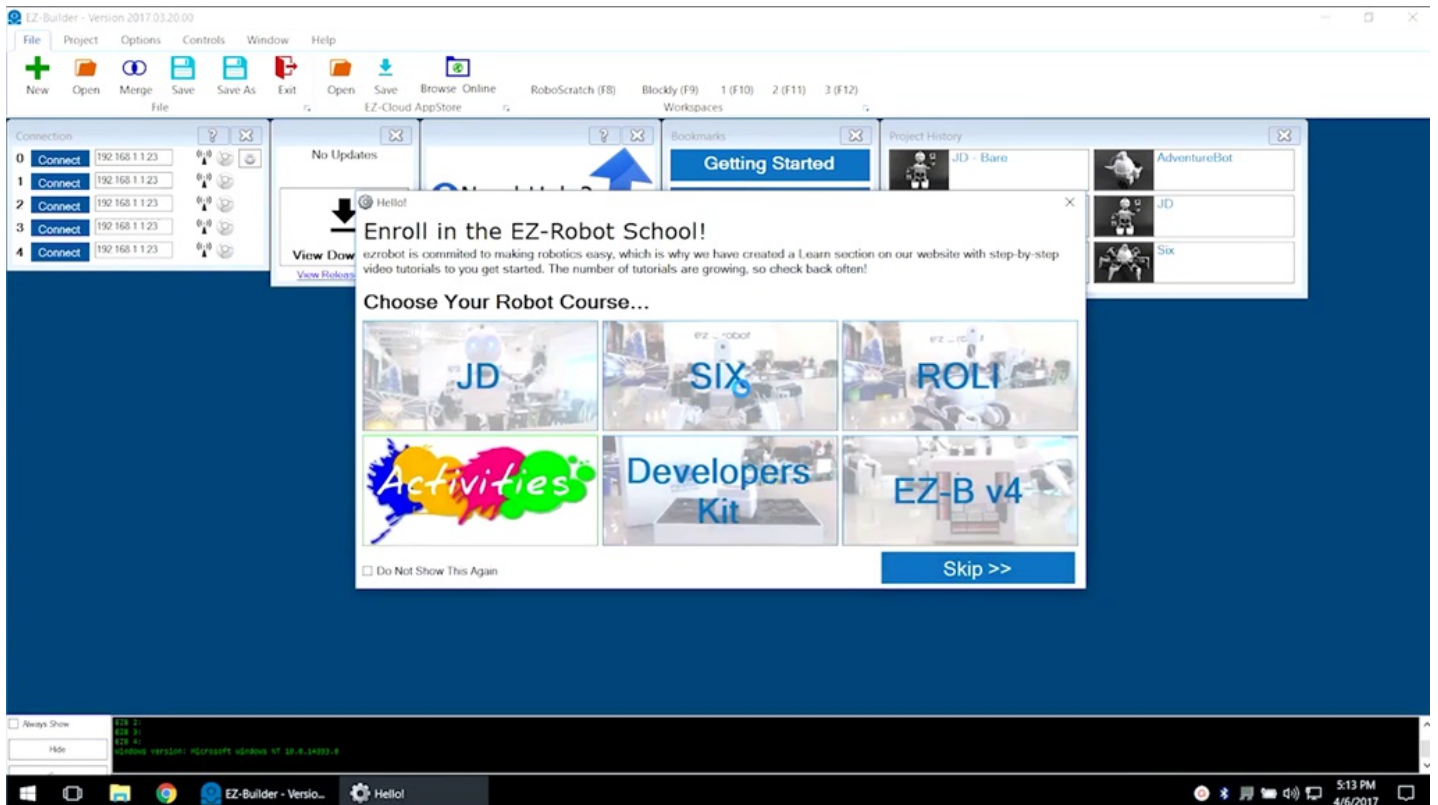 EZ-Builder - Version 2017.03.20.00
File Project Options Controls Window Help
New Open Merge Save Save As Exit Open Save Browse Online RoboScratch (F8) Blockly (F9) 1 (F10) 2 (F11) 3 (F12)
File EZ-Cloud AppStore Workspaces
Connection
0 Connect 192.168.1.1:23
1 Connect 192.168.1.1:23
2 Connect 192.168.1.1:23
3 Connect 192.168.1.1:23
4 Connect 192.168.1.1:23
No Updates
View Dow
Bookmarks
Getting Started
Project History
JD - Bare
AdventureBot
JD
Six
Hello!
Enroll in the EZ-Robot School!
ezrobot is commited to making robotics easy, which is why we have created a Learn section on our website with step-by-step
video tutorials to you get started. The number of tutorials are growing, so check back often!
Choose Your Robot Course...
JD
SIX
ROLI
Activities
Developers
Kit
EZ-B v4
Do Not Show This Again
Skip >>
Always Show
Hide
EZB 2:
EZB 3:
EZB 4:
Windows version: Microsoft Windows NT 10.0.14393.0
EZ-Builder - Versio...
Hello!
5:13 PM
4/6/2017